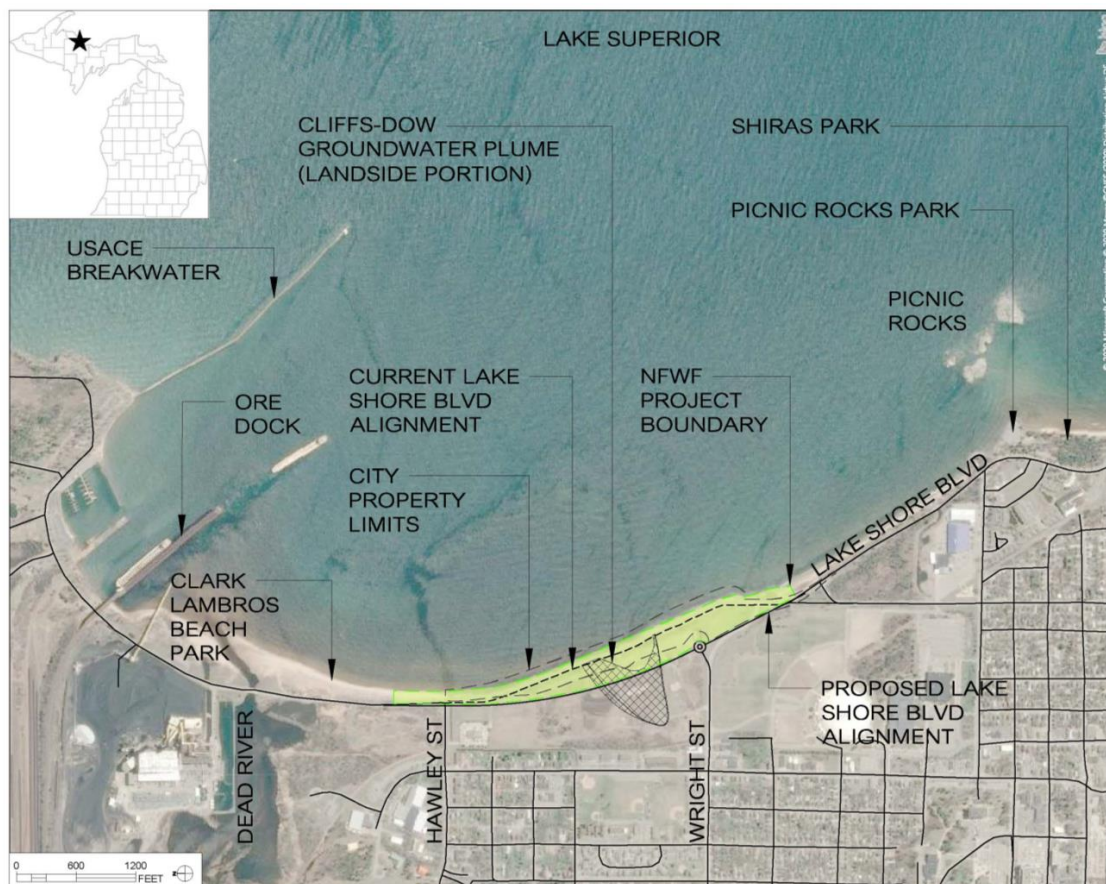 LAKE SUPERIOR
CLIFFS-DOW
GROUNDWATER PLUME
(LANDSIDE PORTION)
SHIRAS PARK
PICNIC ROCKS PARK
USACE
BREAKWATER
PICNIC
ROCKS
ORE
DOCK
CURRENT LAKE
SHORE BLVD
ALIGNMENT
NFWF
PROJECT
BOUNDARY
CITY
PROPERTY
LIMITS
LAKE SHORE BLVD
CLARK
LAMBROS
BEACH
PARK
PROPOSED LAKE
SHORE BLVD
ALIGNMENT
DEAD RIVER
HAWLEY ST
WRIGHT ST
0 600 1200
FEET